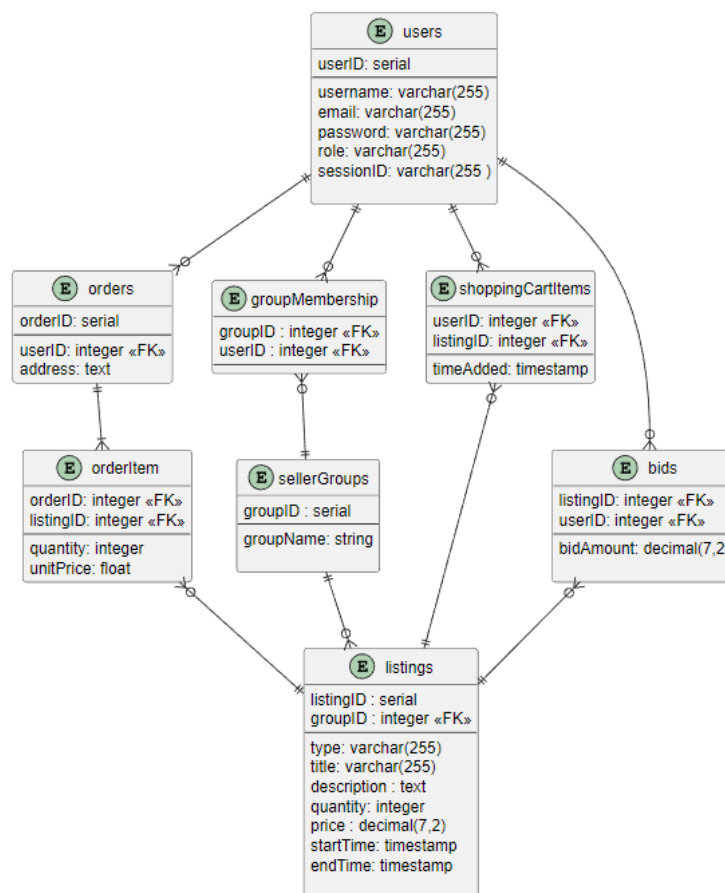 E users
userID: serial
username: varchar(255)
email: varchar(255)
password: varchar(255)
role: varchar(255)
sessionID: varchar(255 )
E orders
orderID: serial
userID: integer «FK»
address: text
E groupMembership
groupID : integer «FK»
userID : integer «FK»
E shoppingCartItems
userID: integer «FK»
listingID: integer «FK»
timeAdded: timestamp
E orderItem
orderID: integer «FK»
listingID: integer «FK»
quantity: integer
unitPrice: float
E sellerGroups
groupID : serial
groupName: string
E bids
listingID: integer «FK»
userID: integer «FK»
bidAmount: decimal(7,2
E listings
listingID : serial
groupID : integer «FK»
type: varchar(255)
title: varchar(255)
description : text
quantity: integer
price : decimal(7,2)
startTime: timestamp
endTime: timestamp